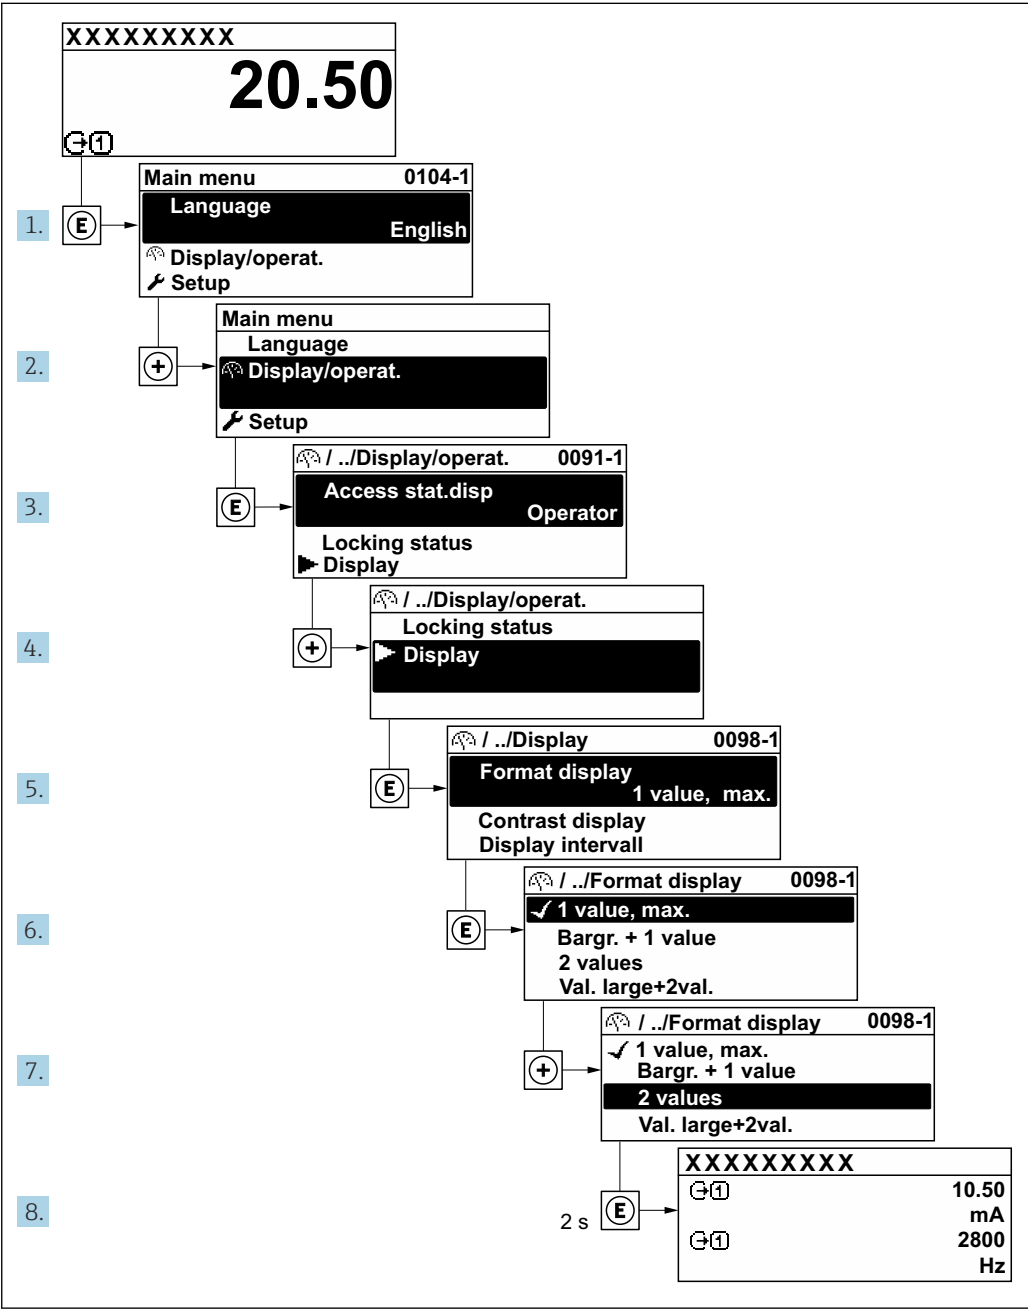 XXXXXXXXX
20.50
1
Main menu 0104-1
Language
English
Display/operat.
Setup
1.
E
Main menu
Language
Display/operat.
Setup
2.
+
/ ../Display/operat. 0091-1
Access stat.disp
Operator
Locking status
Display
3.
E
/ ../Display/operat.
Locking status
Display
4.
+
/ ../Display 0098-1
Format display
1 value, max.
Contrast display
Display intervall
5.
E
/ ../Format display 0098-1
1 value, max.
Bargr. + 1 value
2 values
Val. large+2val.
6.
E
/ ../Format display 0098-1
1 value, max.
Bargr. + 1 value
2 values
Val. large+2val.
7.
+
XXXXXXXXX
1 10.50
mA
1 2800
Hz
8.
2 s
E